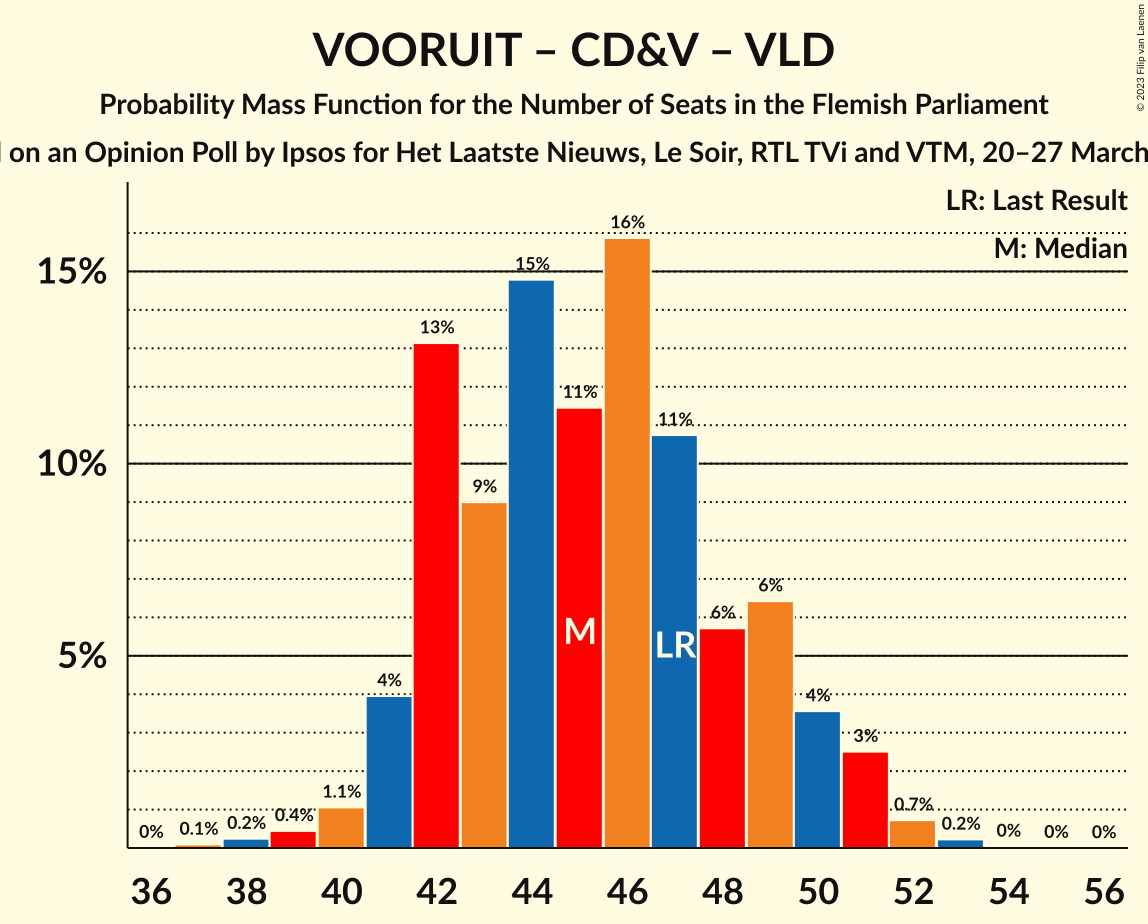 © 2023 Filip van Laenen
VOORUIT – CD&V – VLD
Probability Mass Function for the Number of Seats in the Flemish Parliament
on an Opinion Poll by Ipsos for Het Laatste Nieuws, Le Soir, RTL TVi and VTM, 20–27 March
LR: Last Result
M: Median
16%
15%
15%
13%
11%
11%
10%
9%
6%
6%
M
LR
5%
4%
4%
3%
1.1%
0.7%
0% 0.1% 0.2% 0.4%
0.2% 0% 0% 0%
36 38 40 42 44 46 48 50 52 54 56